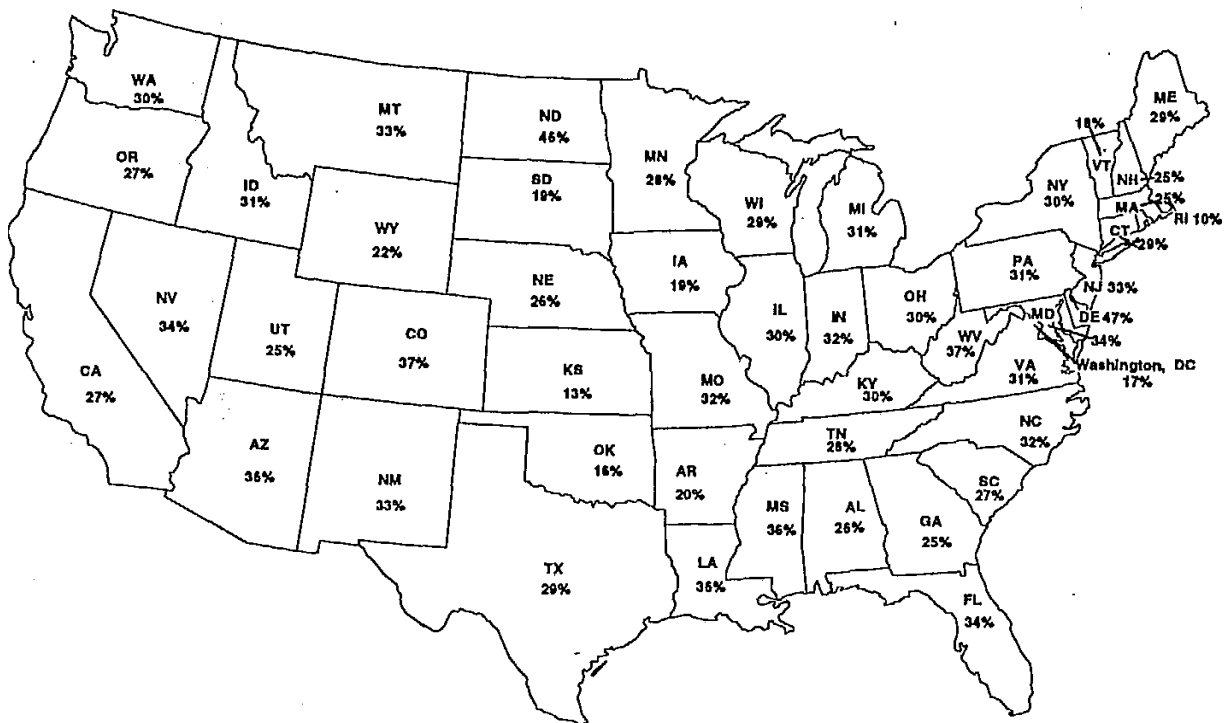 WA
30%
MT
33%
ND
46%
MN
28%
ME
29%
18%
VT
NH
25%
OR
27%
ID
31%
SD
19%
WI
29%
MI
31%
NY
30%
MA
25%
RI 10%
CT
29%
WY
22%
IA
19%
PA
31%
NJ 33%
NE
26%
NV
34%
UT
25%
CO
37%
IL
30%
IN
32%
OH
30%
MD
34%
DE 47%
WV
37%
VA
31%
Washington, DC
17%
CA
27%
KS
13%
MO
32%
KY
30%
NC
32%
TN
28%
AZ
36%
NM
33%
OK
16%
AR
20%
SC
27%
MS
36%
AL
26%
GA
25%
TX
29%
LA
35%
FL
34%